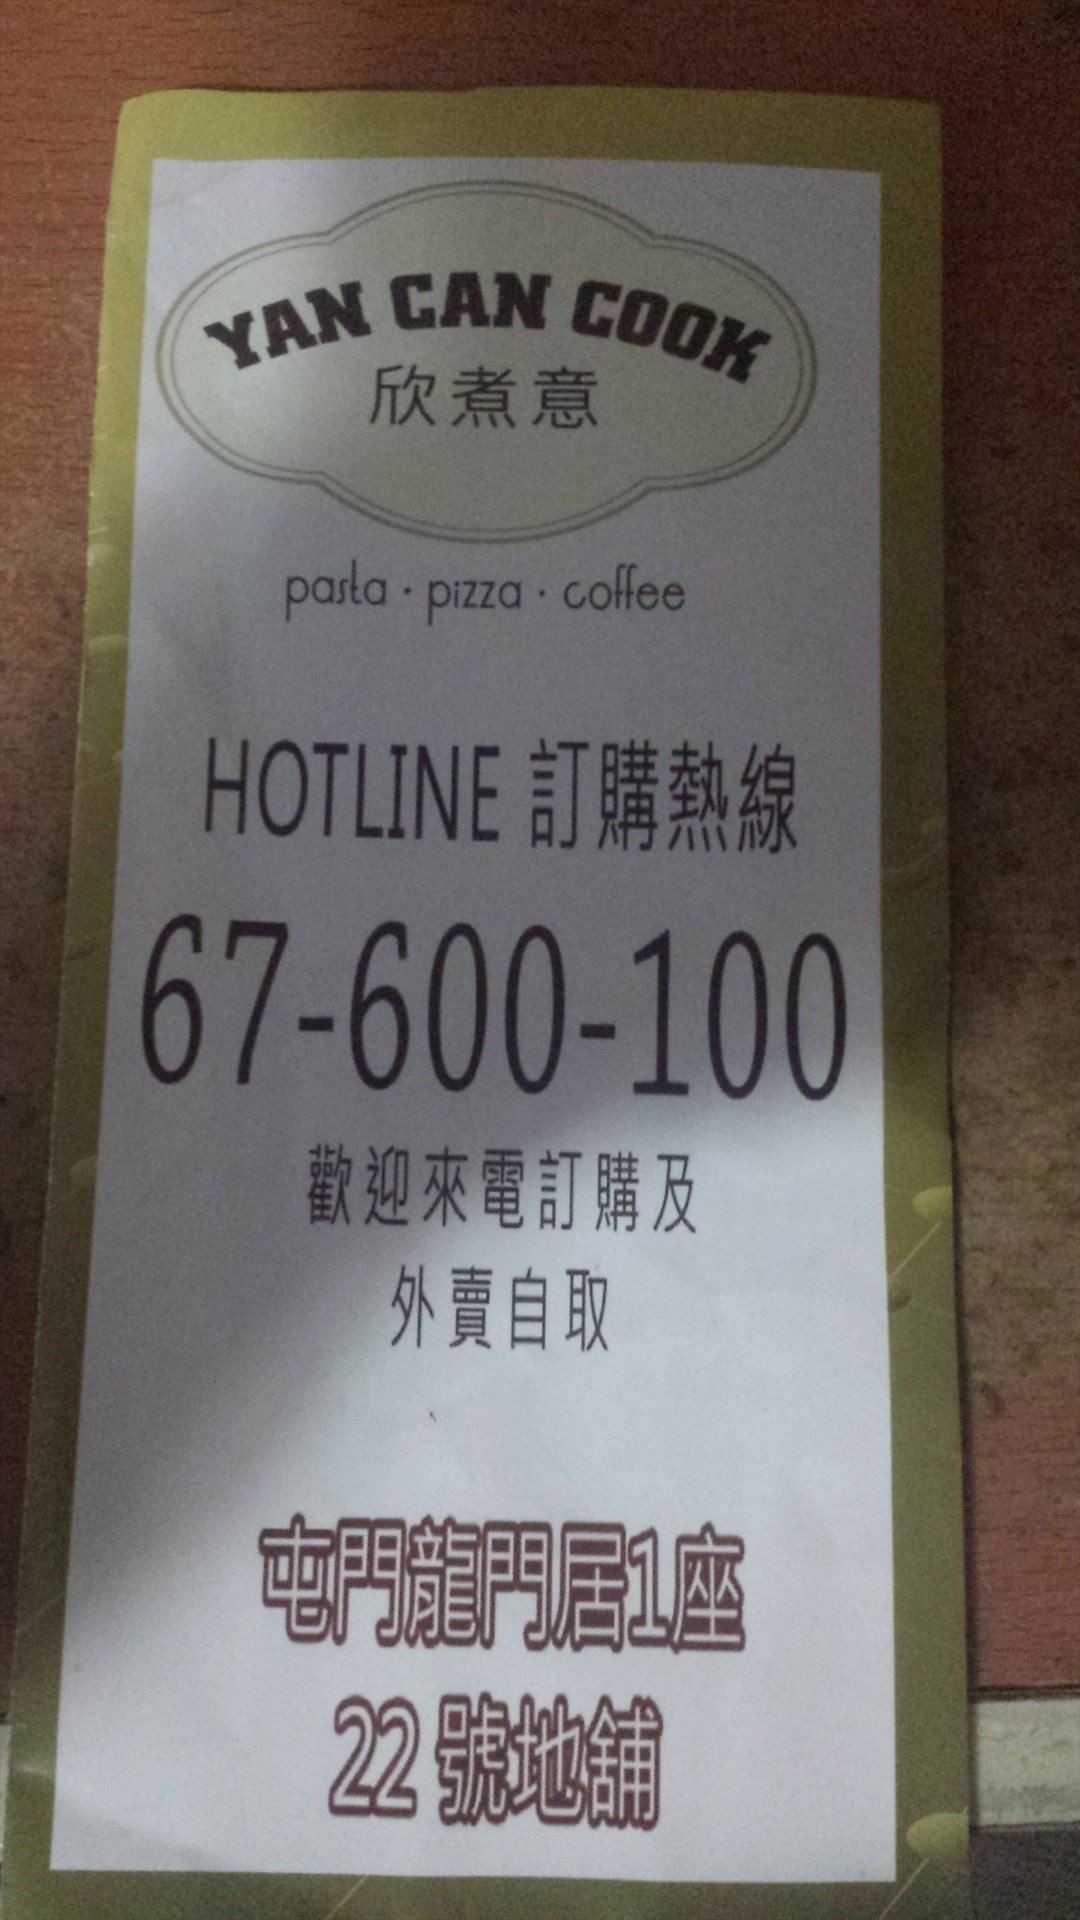 YAN CAN COOK
欣煮意
pasta · pizza · coffee
HOTLINE 訂購熱線
67-600-100
歡迎來電訂購及
外賣自取
屯門龍門居1座
22 號地舖